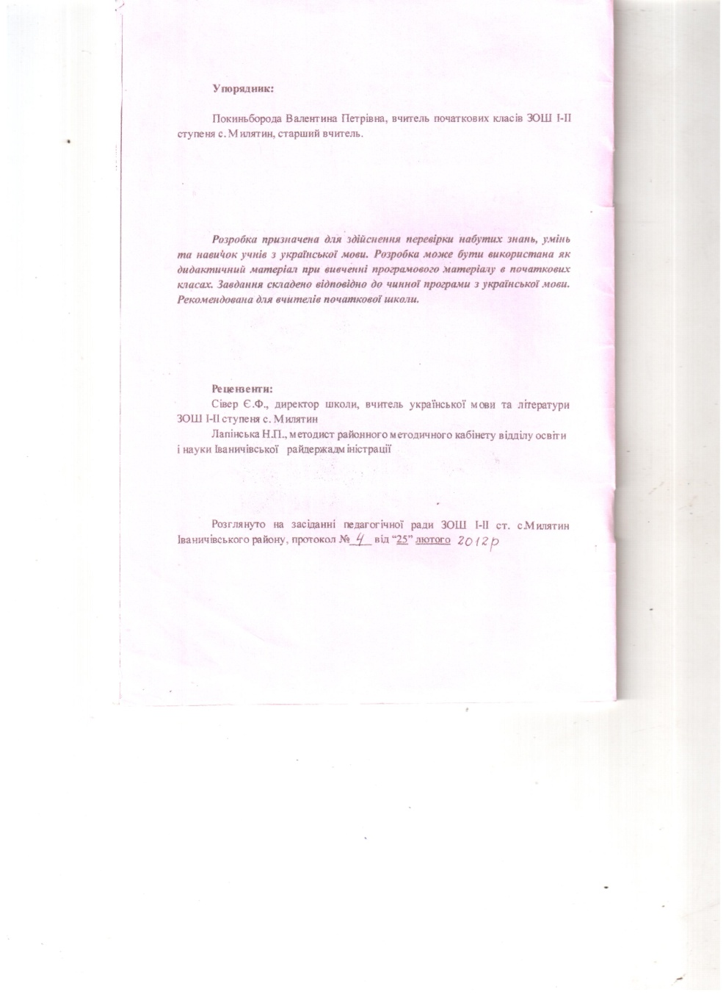 Упорядник:
Покиньборода Валентина Петрівна, вчитель початкових класів ЗОШ І-ІІ
ступеня с. Милятин, старший вчитель.
Розробка призначена для здійснення перевірки набутих знань, умінь
та навичок учнів з української мови. Розробка може бути використана як
дидактичний матеріал при вивченні програмового матеріалу в початкових
класах. Завдання складено відповідно до чинної програми з української мови.
Рекомендована для вчителів початкової школи.
Рецензенти:
Сівер Є.Ф., директор школи, вчитель української мови та літератури
ЗОШ І-ІІ ступеня с. Милятин
Лапінська Н.П., методист районного методичного кабінету відділу освіти
і науки Іваничівської райдержадміністрації
Розглянуто на засіданні педагогічної ради ЗОШ І-ІІ ст. с.Милятин
Іваничівського району, протокол № 4 від “25” лютого 2012р